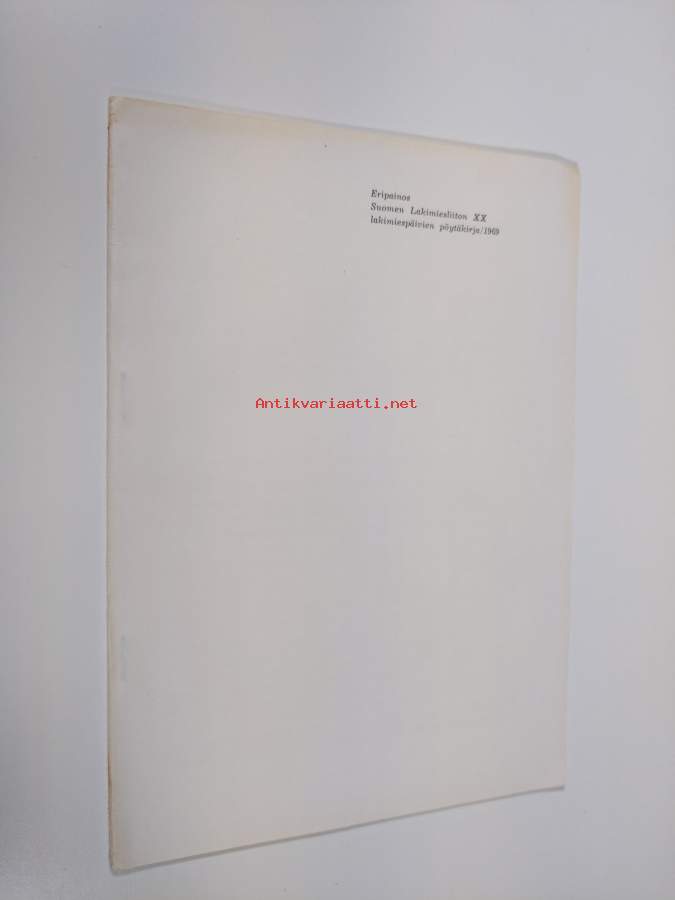 Eripainos
Suomen Lakimiesliiton XX
lakimiespäivien pöytäkirja/1969
Antikvariaatti.net